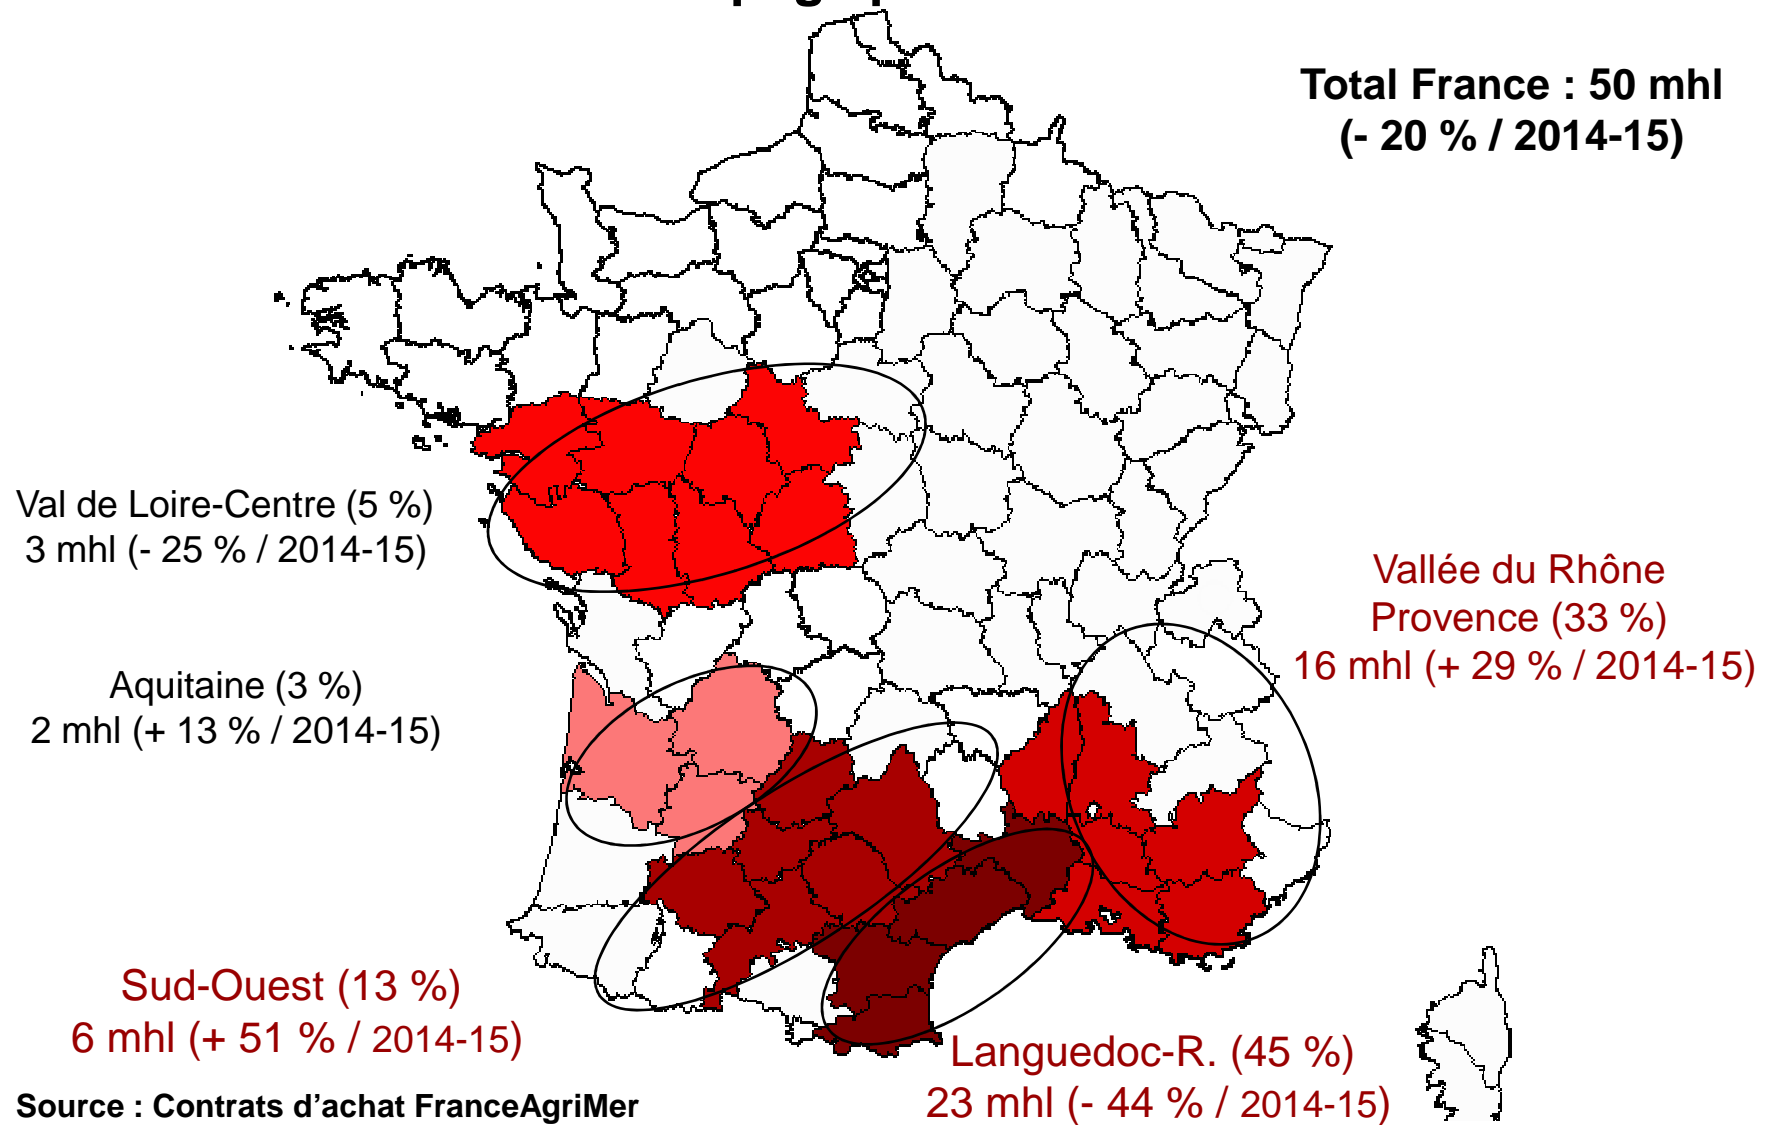 Total France : 50 mhl
(- 20 % / 2014-15)
Val de Loire-Centre (5 %)
3 mhl (- 25 % / 2014-15)
Vallée du Rhône
Provence (33 %)
16 mhl (+ 29 % / 2014-15)
Aquitaine (3 %)
2 mhl (+ 13 % / 2014-15)
Sud-Ouest (13 %)
6 mhl (+ 51 % / 2014-15)
Languedoc-R. (45 %)
23 mhl (- 44 % / 2014-15)
Source : Contrats d'achat FranceAgriMer